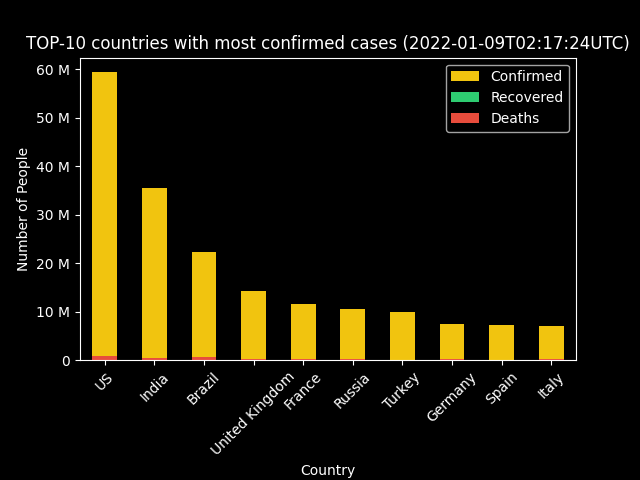 TOP-10 countries with most confirmed cases (2022-01-09T02:17:24UTC)
Confirmed
Recovered
Deaths
Number of People
60 M
50 M
40 M
30 M
20 M
10 M
0
US
India
Brazil
United Kingdom
France
Russia
Turkey
Germany
Spain
Italy
Country